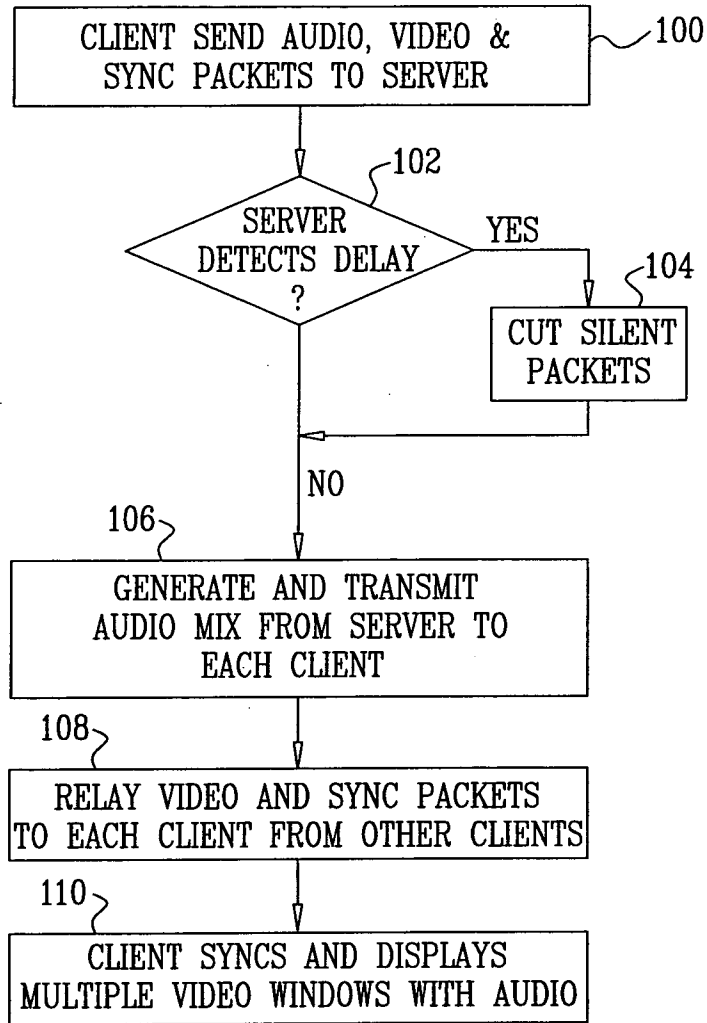 CLIENT SEND AUDIO, VIDEO &
SYNC PACKETS TO SERVER
100
102
SERVER
DETECTS DELAY
?
YES
104
CUT SILENT
PACKETS
NO
106
GENERATE AND TRANSMIT
AUDIO MIX FROM SERVER TO
EACH CLIENT
108
RELAY VIDEO AND SYNC PACKETS
TO EACH CLIENT FROM OTHER CLIENTS
110
CLIENT SYNCS AND DISPLAYS
MULTIPLE VIDEO WINDOWS WITH AUDIO